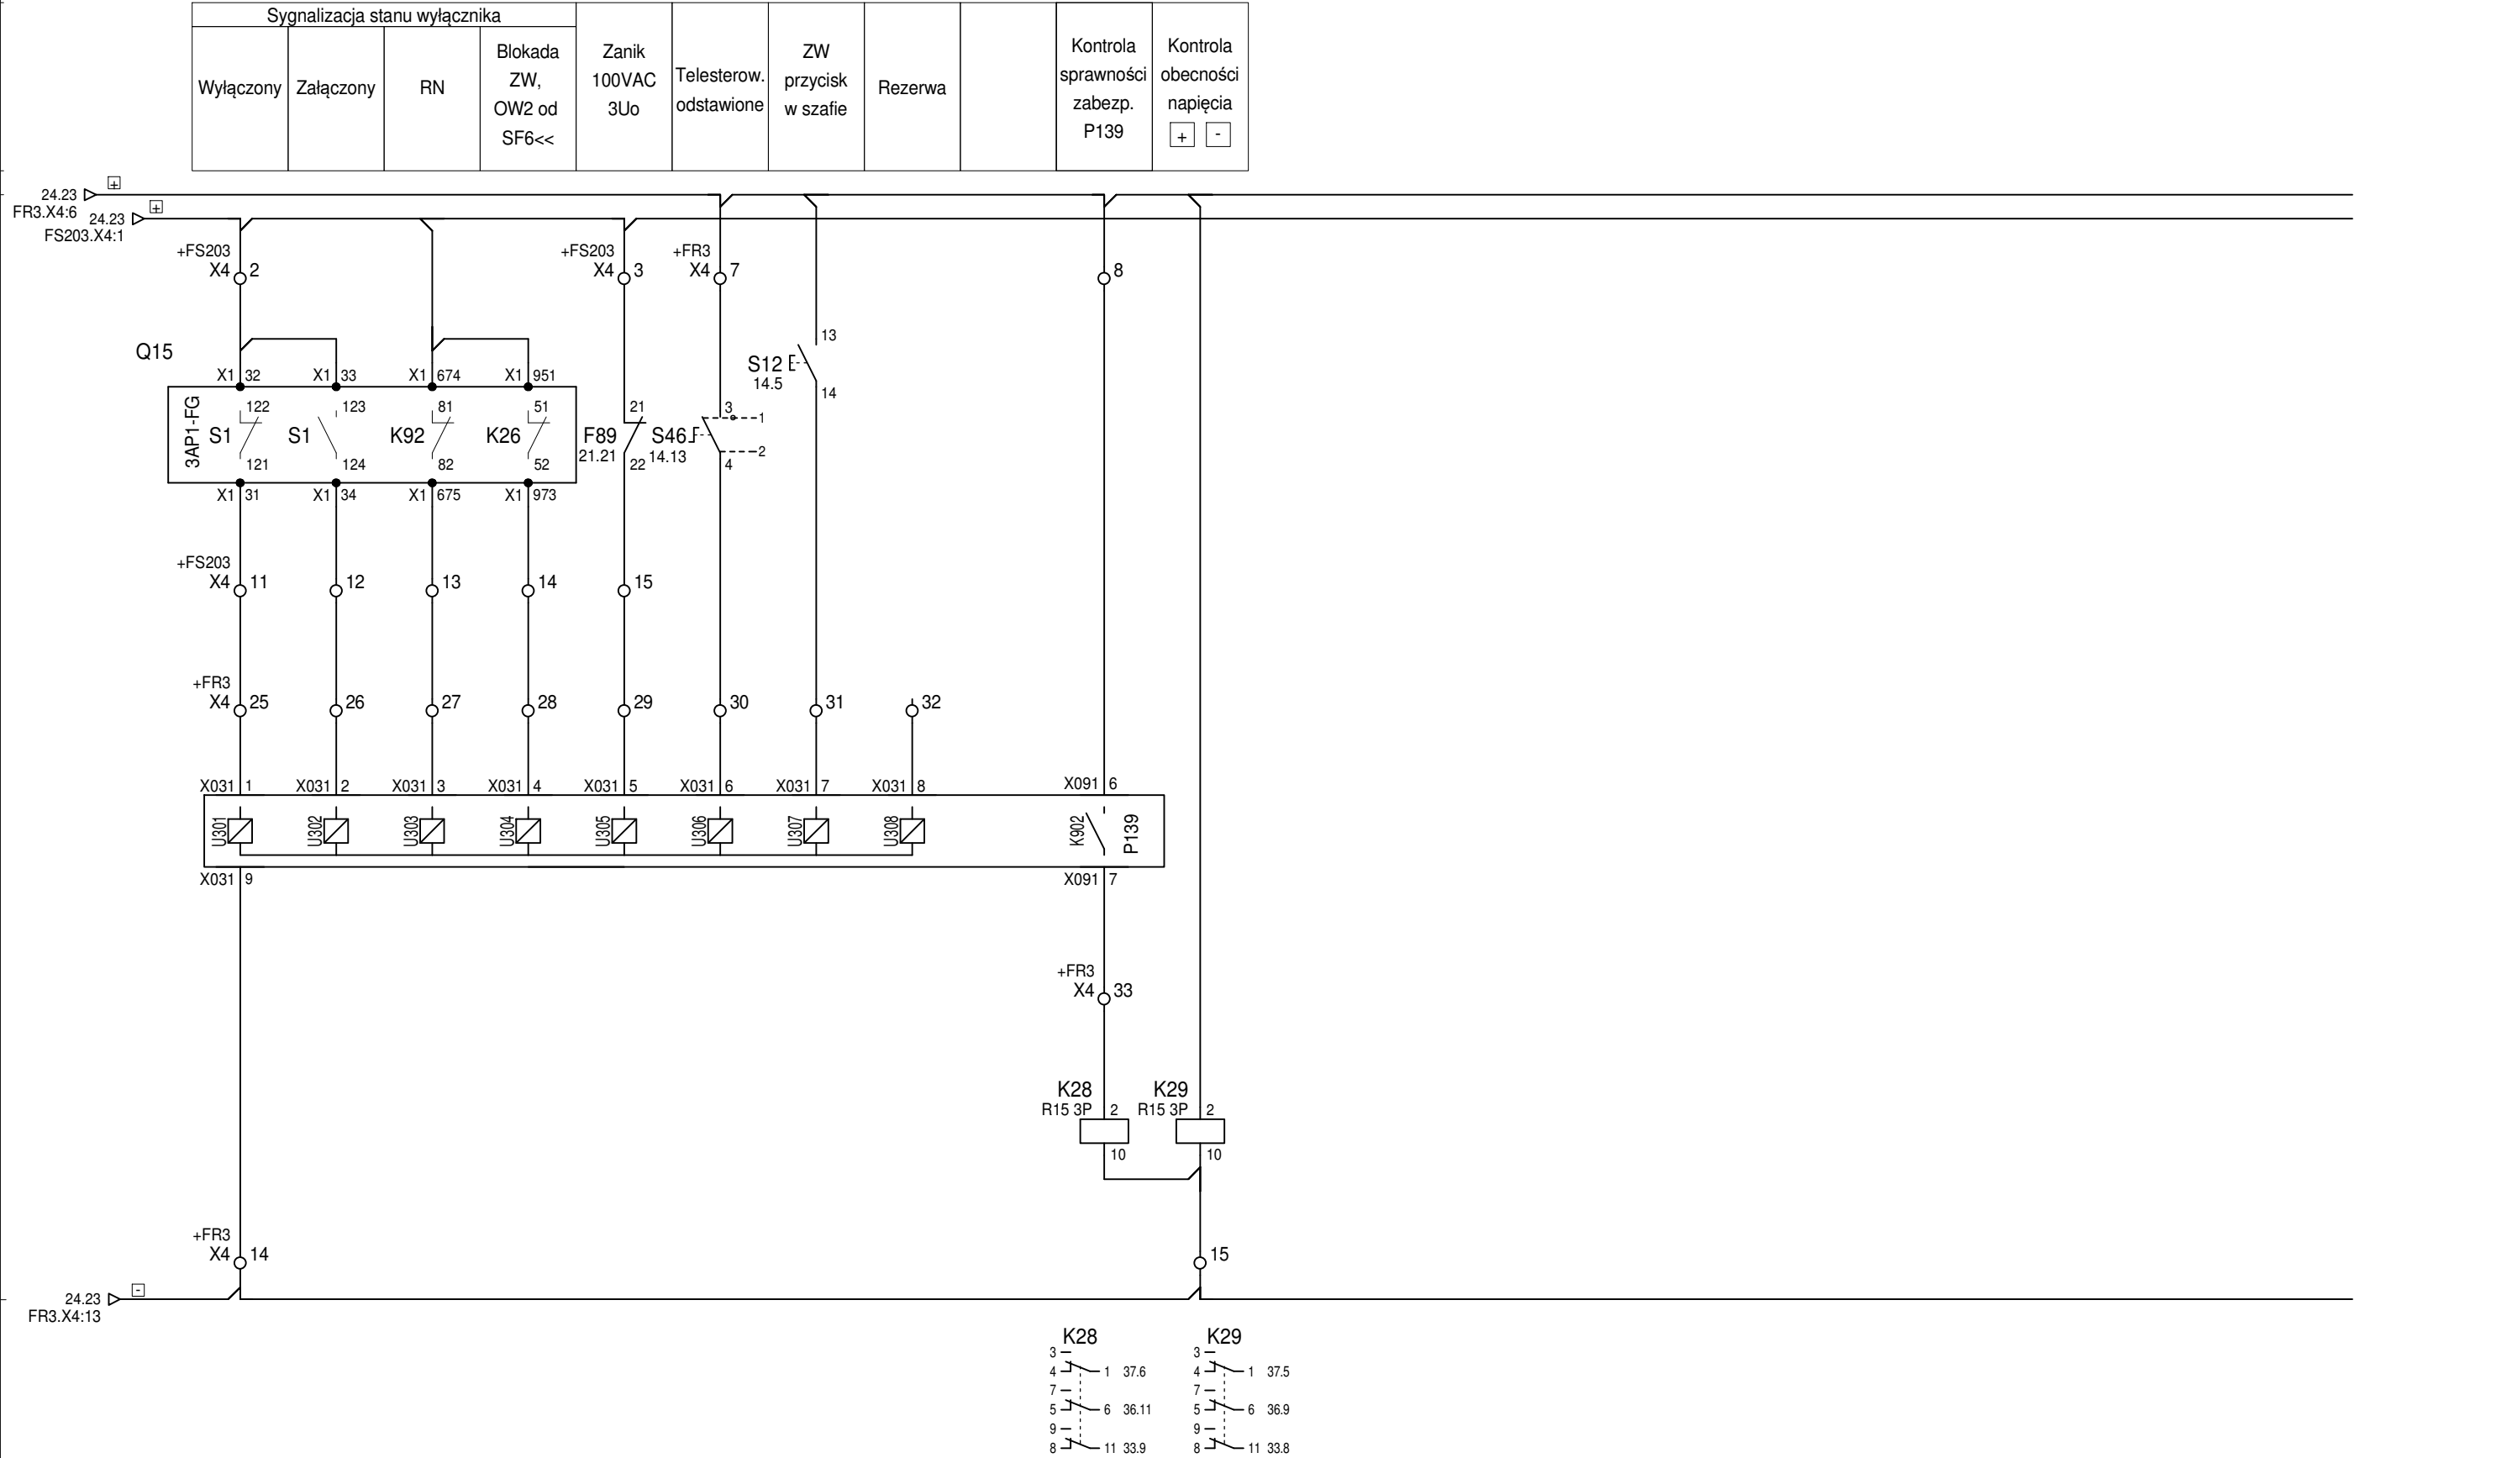 Sygnalizacja stanu wyłącznika
Wyłączony
Załączony
RN
Blokada
ZW,
OW2 od
SF6<<
Zanik
100VAC
3Uo
Telesterow.
odstawione
ZW
przycisk
w szafie
Rezerwa
Kontrola
sprawności
zabezp.
P139
Kontrola
obecności
napięcia
+ -
24.23 +
FR3.X4:6
24.23 +
FS203.X4:1
+FS203
X4 2
+FS203
X4 3
+FR3
X4 7
8
Q15
X1 32 X1 33 X1 674 X1 951
3AP1-FG
S1 122 121
S1 123 124
K92 81 82
K26 51 52
F89 21 22
21.21
S46 3 4 1 2
14.13
S12 13 14
14.5
X1 31 X1 34 X1 675 X1 973
+FS203
X4 11 12 13 14 15
+FR3
X4 25 26 27 28 29 30 31 32
X031 1 X031 2 X031 3 X031 4 X031 5 X031 6 X031 7 X031 8 X091 6
U301 U302 U303 U304 U305 U306 U307 U308 K902 P139
X031 9 X091 7
+FR3
X4 33
K28 K29
R15 3P 2 R15 3P 2
10 10
+FR3
X4 14 15
24.23 -
FR3.X4:13
K28
3
4 1 37.6
7
5 6 36.11
9
8 11 33.9
K29
3
4 1 37.5
7
5 6 36.9
9
8 11 33.8